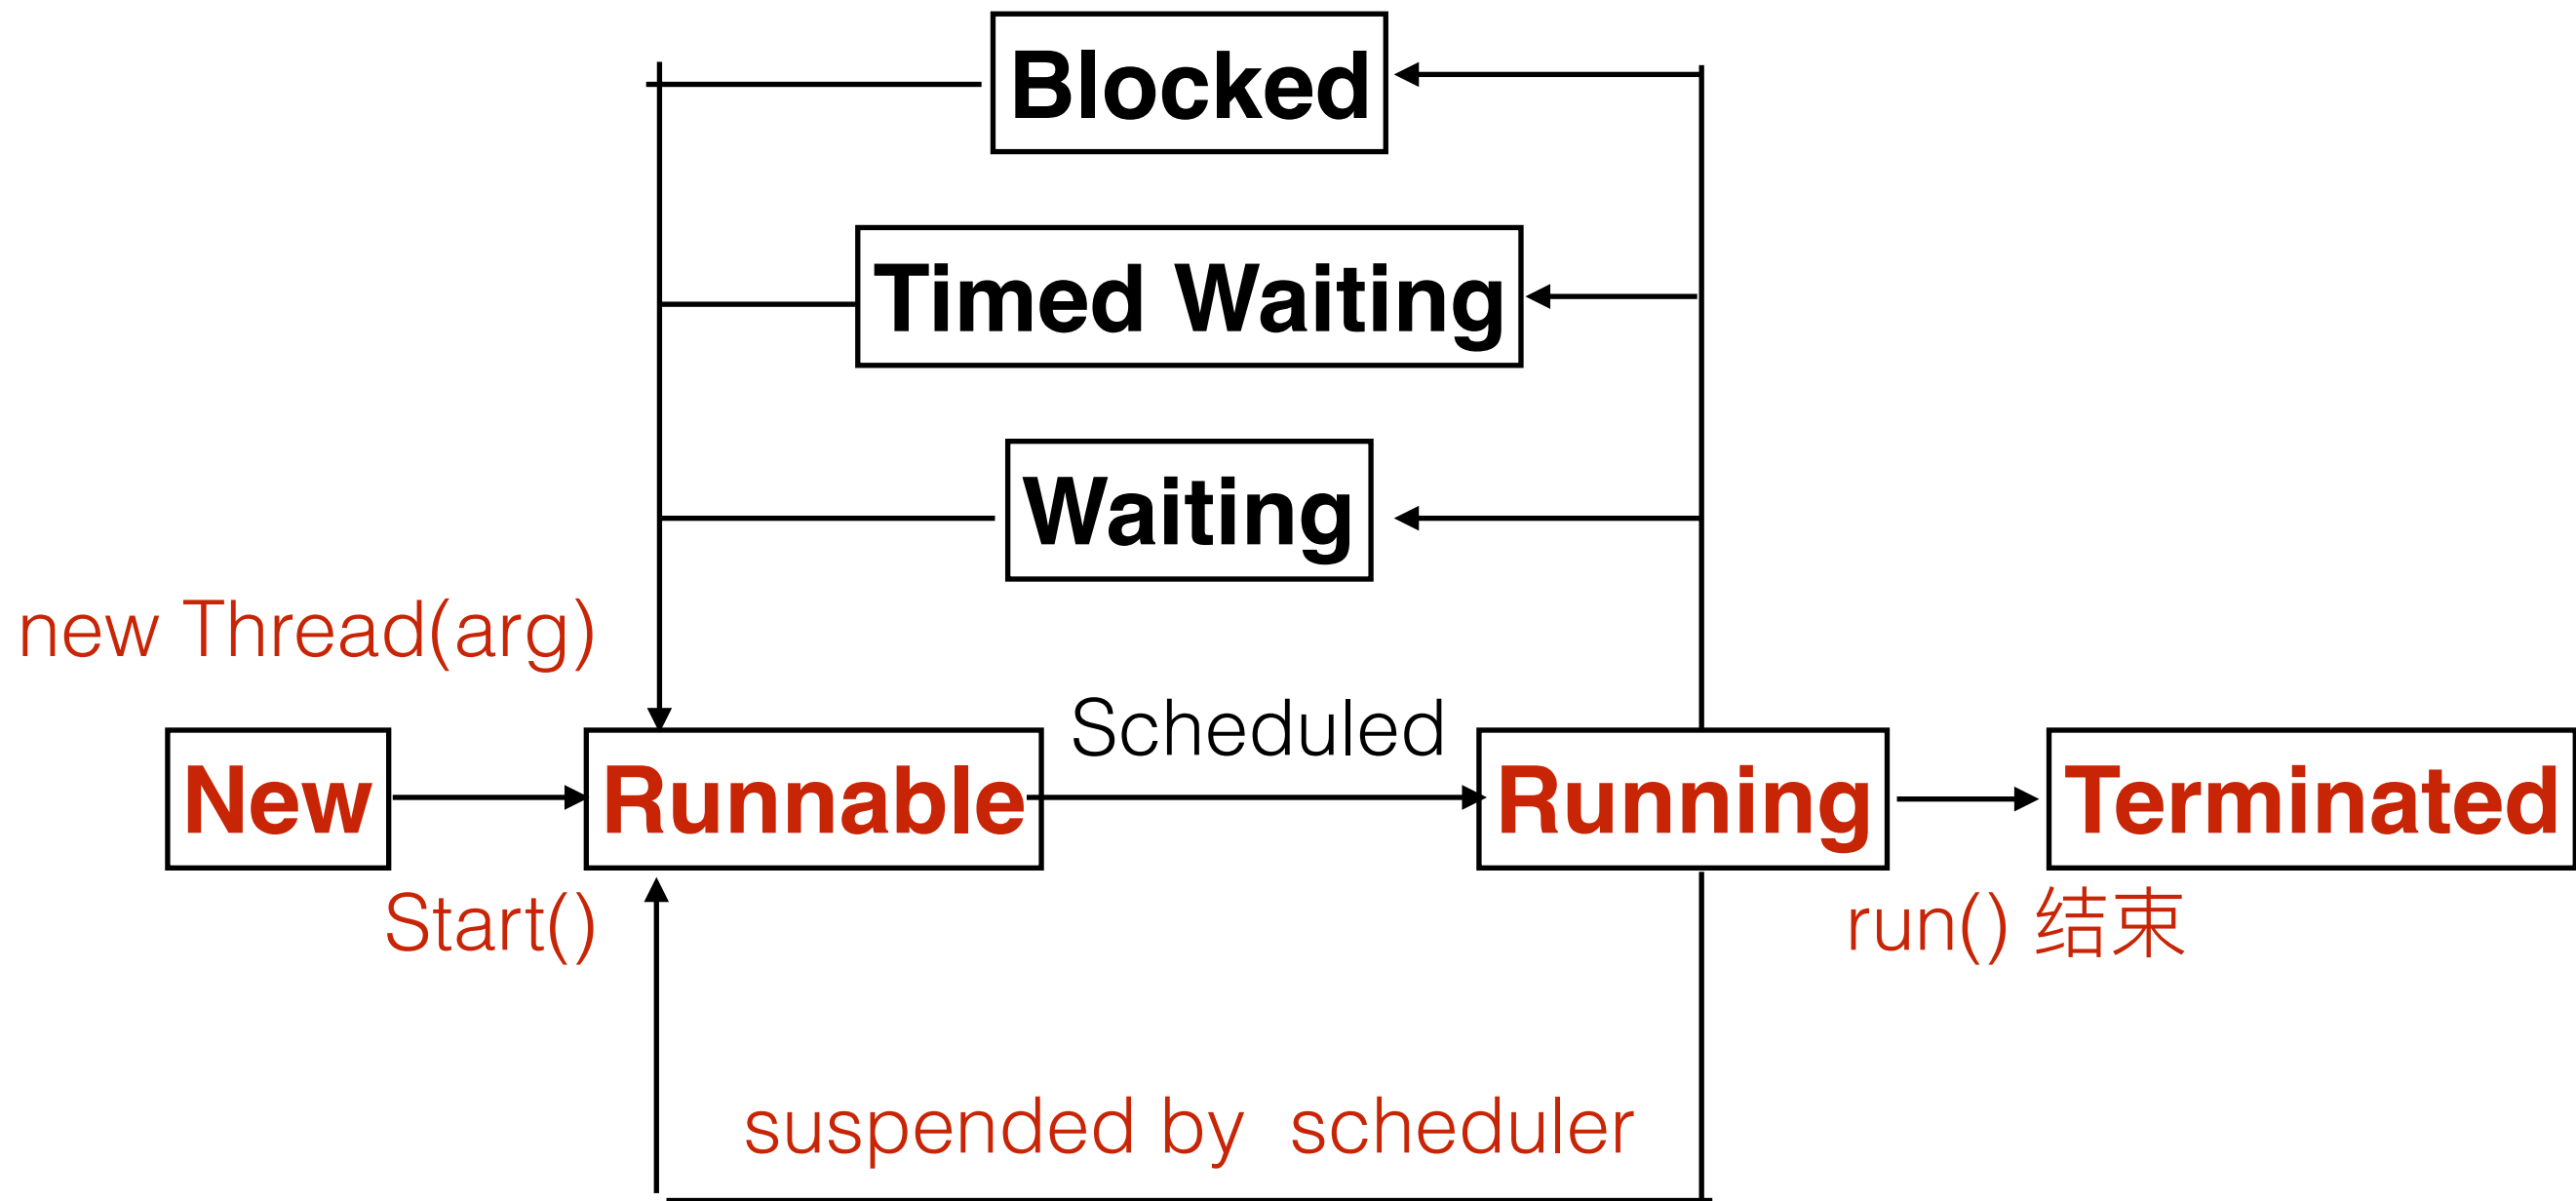 Blocked
Timed Waiting
Waiting
new Thread(arg)
Scheduled
New
Runnable
Running
Terminated
Start()
run() 结束
suspended by scheduler